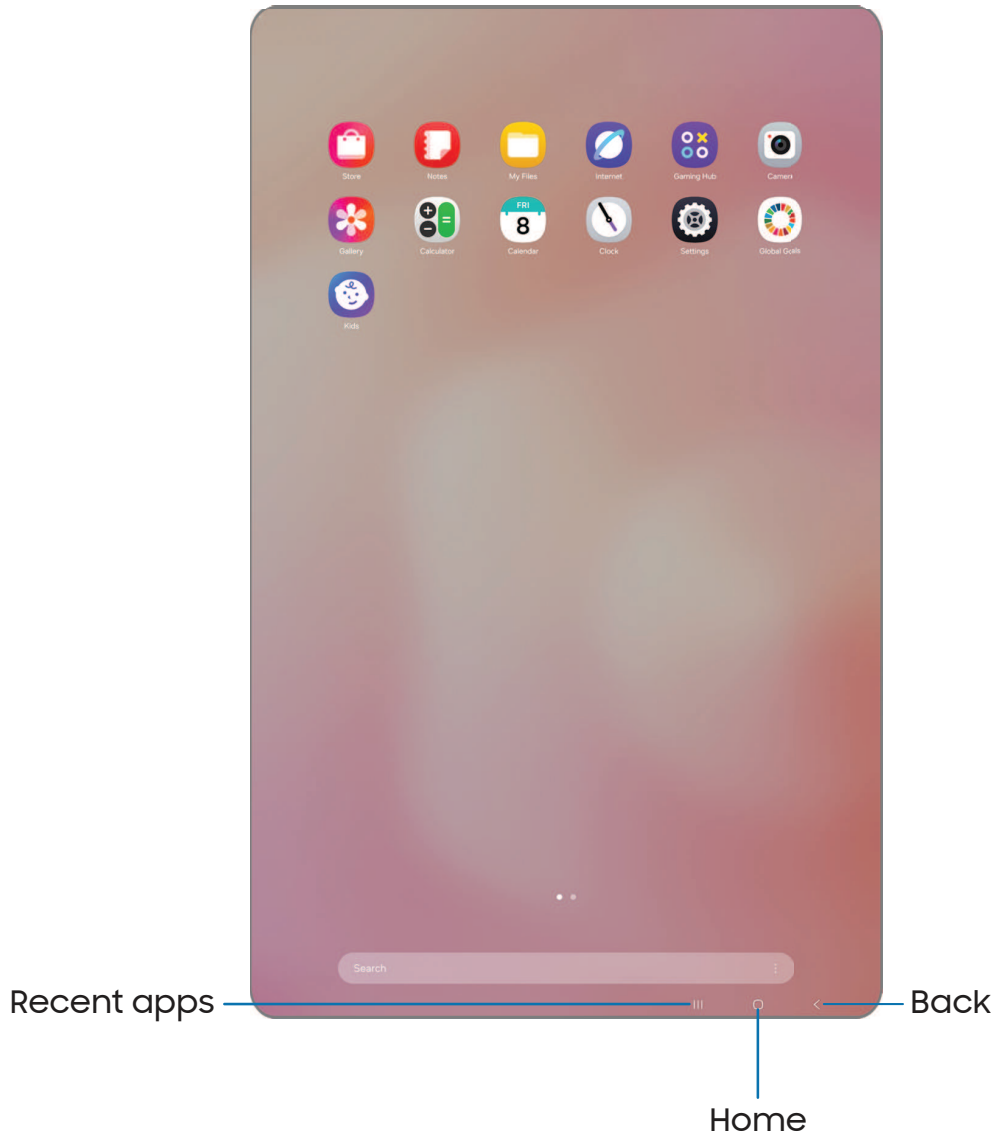 Store Notes My Files Internet Gaming Hub Camera
Gallery Calculator FRI 8 Calendar Clock Settings Global Goals
Kids
Search
Recent apps
Back
Home